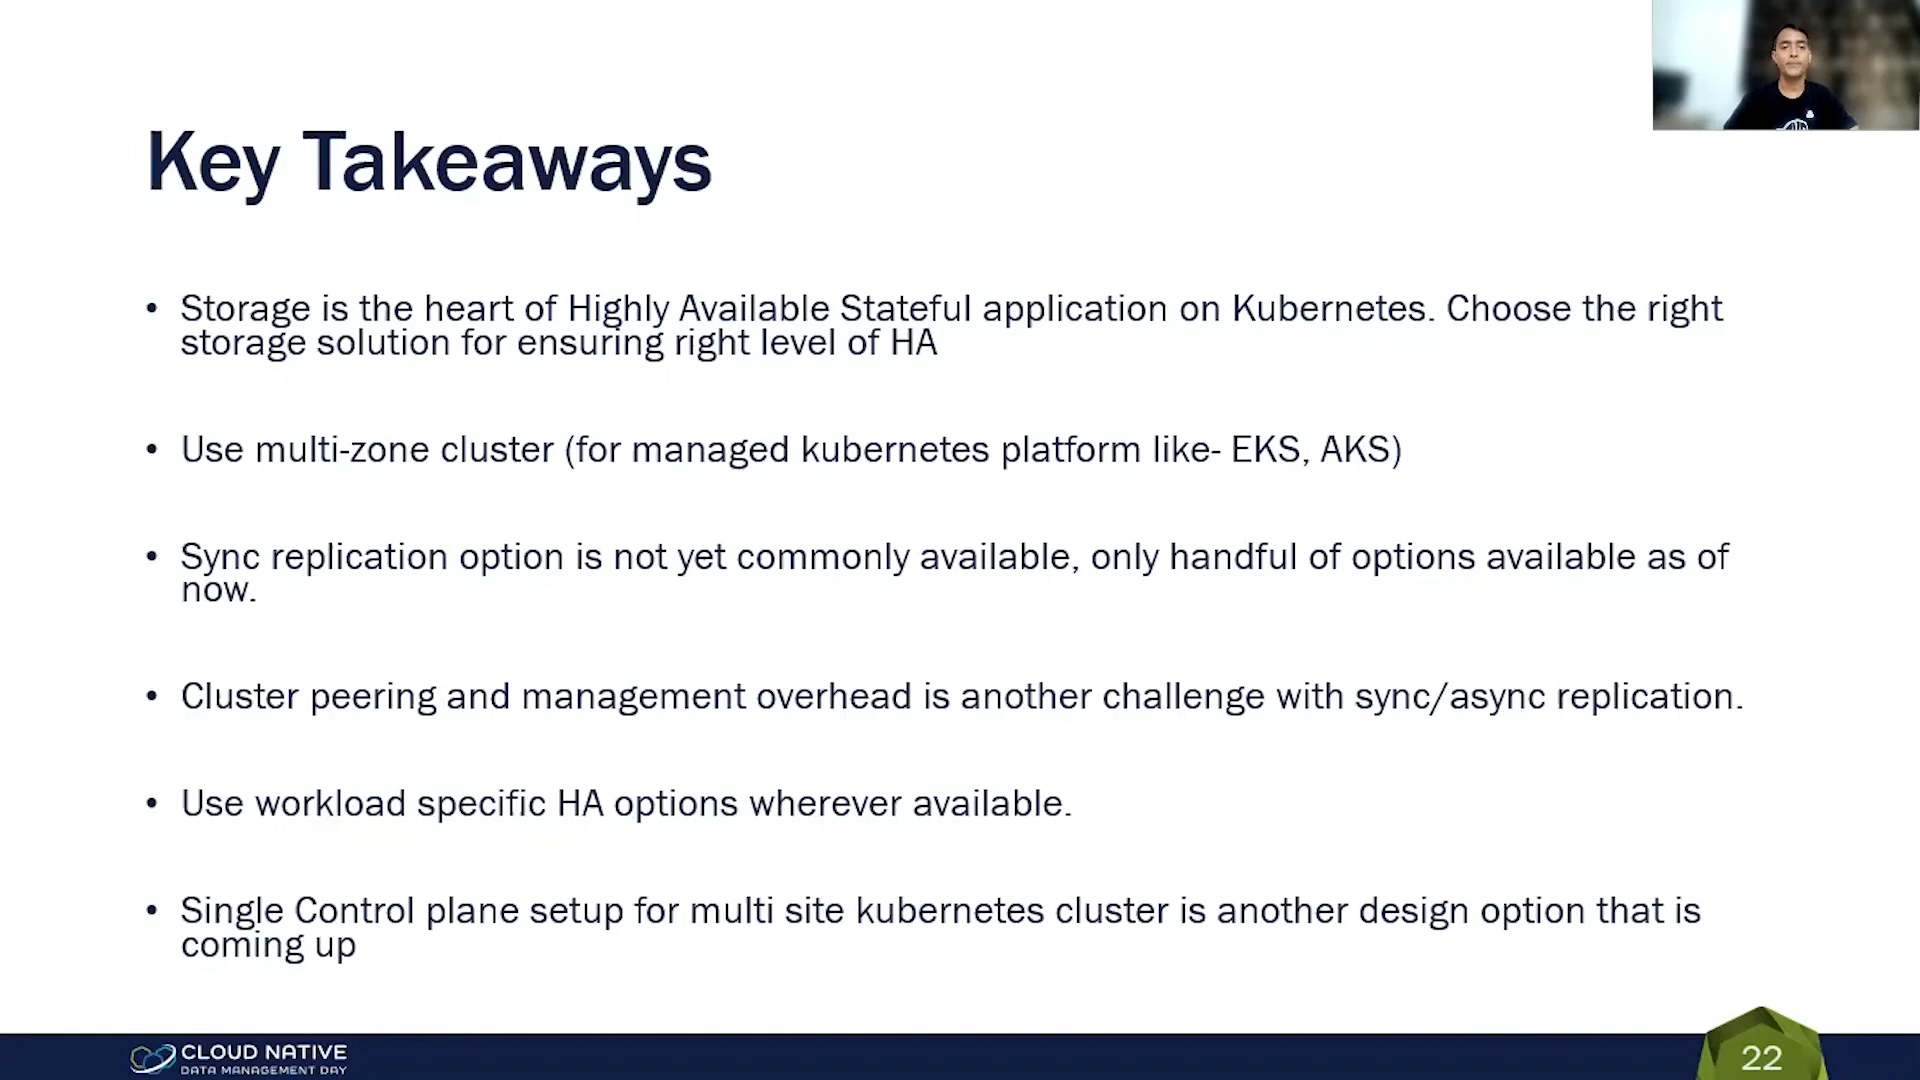 Key Takeaways
• Storage is the heart of Highly Available Stateful application on Kubernetes. Choose the right
storage solution for ensuring right level of HA
• Use multi-zone cluster (for managed kubernetes platform like- EKS, AKS)
• Sync replication option is not yet commonly available, only handful of options available as of
now.
• Cluster peering and management overhead is another challenge with sync/async replication.
• Use workload specific HA options wherever available.
• Single Control plane setup for multi site kubernetes cluster is another design option that is
coming up
CLOUD NATIVE
DATA MANAGEMENT DAY
22